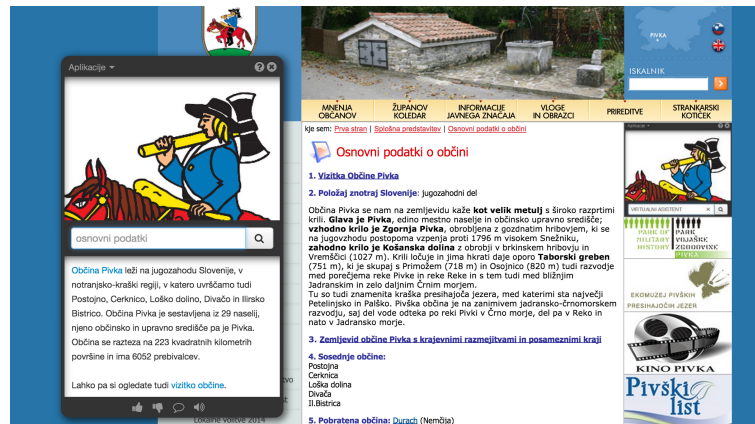 PIVKA
ISKALNIK
Aplikacije
MNENJA
OBČANOV
ŽUPANOV
KOLEDAR
INFORMACIJE
JAVNEGA ZNAČAJA
VLOGE
IN OBRAZCI
PRIREDITVE
STRANKARSKI
KOTIČEK
osnovni podatki
Občina Pivka leži na jugozahodu Slovenije, v
notranjsko-kraški regiji, v katero uvrščamo tudi
Postojno, Cerknico, Loško dolino, Divačo in Ilirsko
Bistrico. Občina Pivka je sestavljena iz 29 naselij,
njeno občinsko in upravno središče pa je Pivka.
Občina se razteza na 223 kvadratnih kilometrih
površine in ima 6052 prebivalcev.
Lahko pa si ogledate tudi vizitko občine.
Lokalne volitve 2014
kje sem: Prva stran | Splošna predstavitev | Osnovni podatki o občini
Osnovni podatki o občini
1. Vizitka Občine Pivka
2. Položaj znotraj Slovenije: jugozahodni del
Občina Pivka se nam na zemljevidu kaže kot velik metulj s široko razprtimi
krili. Glava je Pivka, edino mestno naselje in občinsko upravno središče;
vzhodno krilo je Zgornja Pivka, obrobljena z gozdnatim hribovjem, ki se
na jugovzhodu postopoma vzpenja proti 1796 m visokem Snežniku,
zahodno krilo je Košanska dolina z obrobji v brkinskem hribovju in
Vremščici (1027 m). Krili ločuje in jima hkrati daje oporo Taborski greben
(751 m), ki je skupaj s Primožem (718 m) in Osojnico (820 m) tudi razvodje
med porečjema reke Pivke in reke Reke in s tem tudi med bližnjim
Jadranskim in zelo daljnim Črnim morjem.
Tu so tudi znamenita kraška presihajoča jezera, med katerimi sta največji
Petelinjsko in Palško. Pivška občina je na zanimivem jadransko-črnomorskem
razvodju, saj del vode odteka po reki Pivki v Črno morje, del pa v Reko in
nato v Jadransko morje.
3. Zemljevid občine Pivka s krajevnimi razmejitvami in posameznimi kraji
4. Sosednje občine:
Postojna
Cerknica
Loška dolina
Divača
Il.Bistrica
5. Pobratena občina: Durach (Nemčija)
Aplikacije
VIRTUALNI ASISTENT
PARK OF
MILITARY
HISTORY
PARK
VOJAŠKE
ZGODOVINE
PIVKA
EKOMUZEJ PIVŠKIH
PRESIHAJOČIH JEZER
KINO PIVKA
Pivški
list